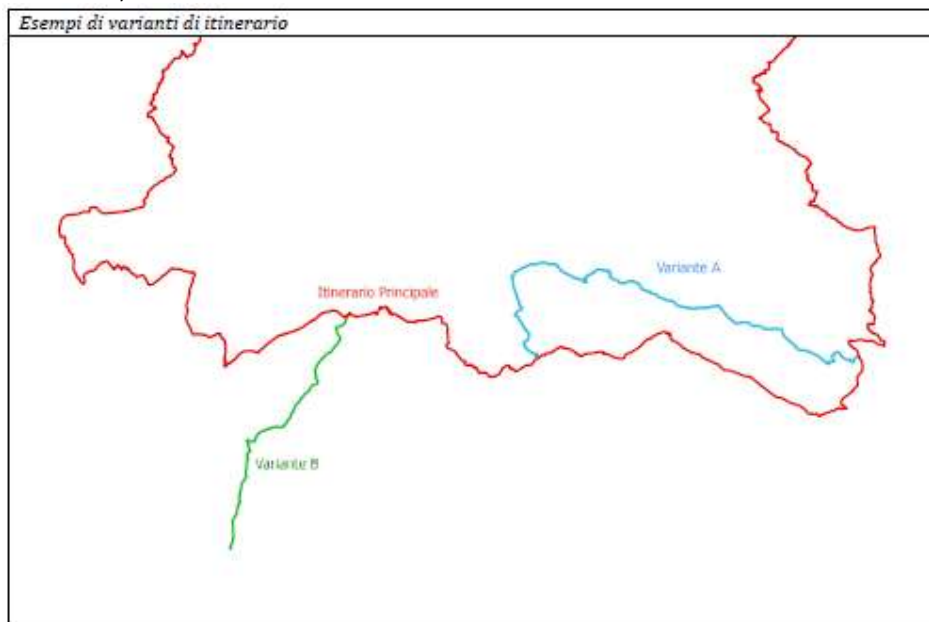 Esempi di varianti di itinerario
Variante A
Itinerario Principale
Variante B